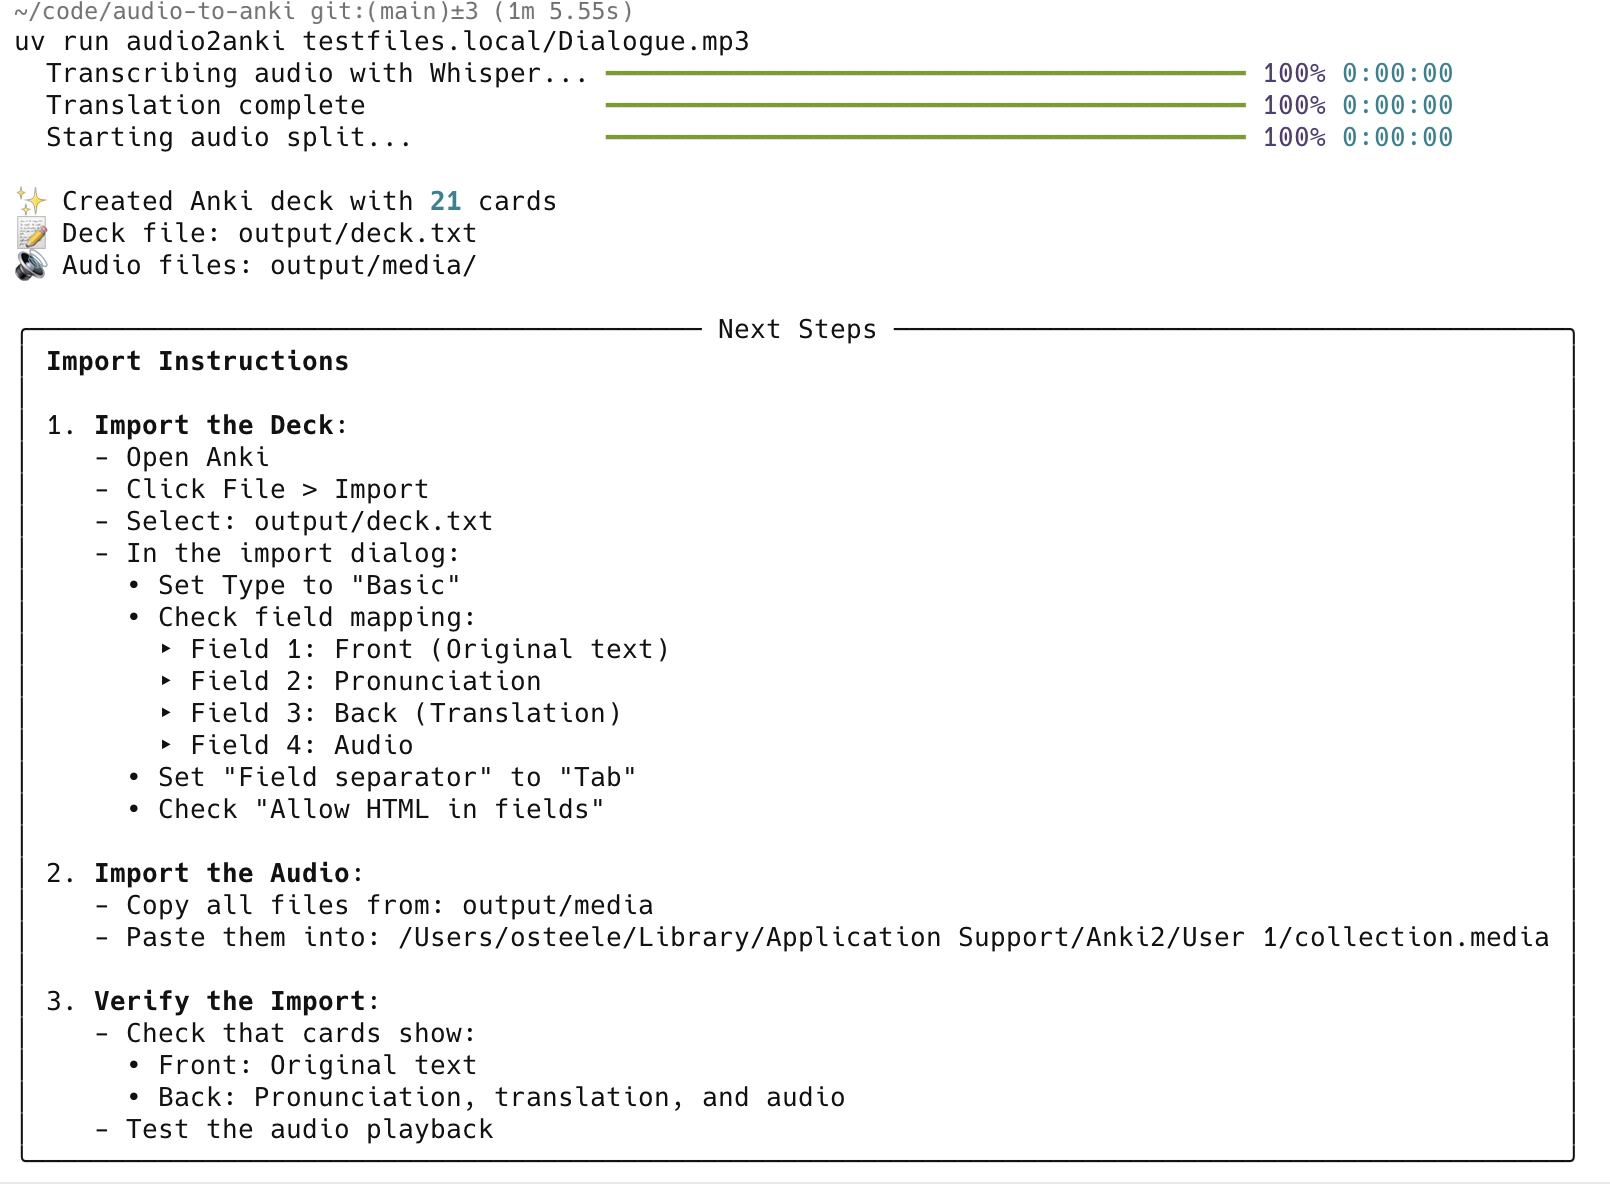 ~/code/audio-to-anki git:(main)±3 (1m 5.55s)
uv run audio2anki testfiles.local/Dialogue.mp3
Transcribing audio with Whisper... 100% 0:00:00
Translation complete 100% 0:00:00
Starting audio split... 100% 0:00:00
✨ Created Anki deck with 21 cards
📝 Deck file: output/deck.txt
🔊 Audio files: output/media/
Next Steps
Import Instructions
1. Import the Deck:
– Open Anki
– Click File > Import
– Select: output/deck.txt
– In the import dialog:
• Set Type to "Basic"
• Check field mapping:
‣ Field 1: Front (Original text)
‣ Field 2: Pronunciation
‣ Field 3: Back (Translation)
‣ Field 4: Audio
• Set "Field separator" to "Tab"
• Check "Allow HTML in fields"
2. Import the Audio:
– Copy all files from: output/media
– Paste them into: /Users/osteele/Library/Application Support/Anki2/User 1/collection.media
3. Verify the Import:
– Check that cards show:
• Front: Original text
• Back: Pronunciation, translation, and audio
– Test the audio playback